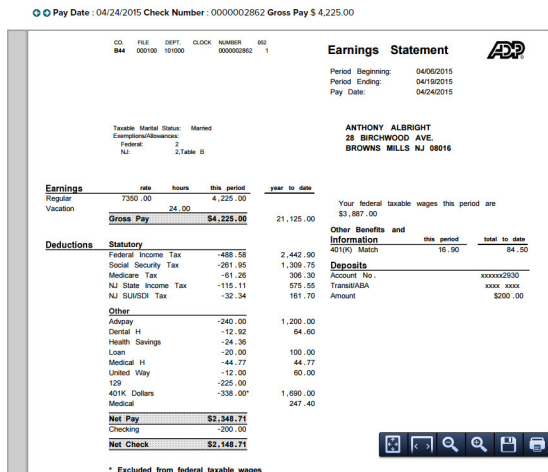 Pay Date : 04/24/2015 Check Number : 0000002862 Gross Pay $ 4,225.00
CO. FILE DEPT. CLOCK NUMBER 052
B44 000100 101000 0000002862 1
Earnings Statement ADP
Period Beginning: 04/06/2015
Period Ending: 04/19/2015
Pay Date: 04/24/2015
Taxable Marital Status: Married
Exemptions/Allowances:
Federal: 2
NJ: 2,Table B
ANTHONY ALBRIGHT
28 BIRCHWOOD AVE.
BROWNS MILLS NJ 08016
Earnings rate hours this period year to date
Regular 7350 .00 4,225.00
Vacation 24.00
Gross Pay $4,225.00 21,125.00
Your federal taxable wages this period are
$3,887.00
Other Benefits and
Information this period total to date
401(K) Match 16.90 84.50
Deposits
Account No. xxxxxx2930
Transit/ABA xxxx xxxx
Amount $200.00
Deductions Statutory
Federal Income Tax -488.58 2,442.90
Social Security Tax -261.95 1,309.75
Medicare Tax -61.26 306.30
NJ State Income Tax -115.11 575.55
NJ SUI/SDI Tax -32.34 161.70
Other
Advpay -240.00 1,200.00
Dental H -12.92 64.60
Health Savings -24.36
Loan -20.00 100.00
Medical H -44.77 44.77
United Way -12.00 60.00
129 -225.00
401K Dollars -338.00* 1,690.00
Medical 247.40
Net Pay $2,348.71
Checking -200.00
Net Check $2,148.71
* Excluded from federal taxable wages